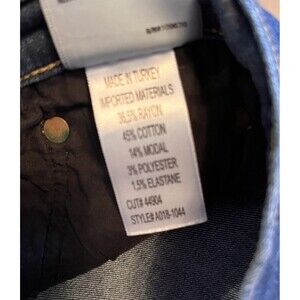 MADE IN TURKEY
IMPORTED MATERIALS
36.5% RAYON
45% COTTON
14% MODAL
3% POLYESTER
1.5% ELASTANE
CUT# 44904
STYLE# A018-1044